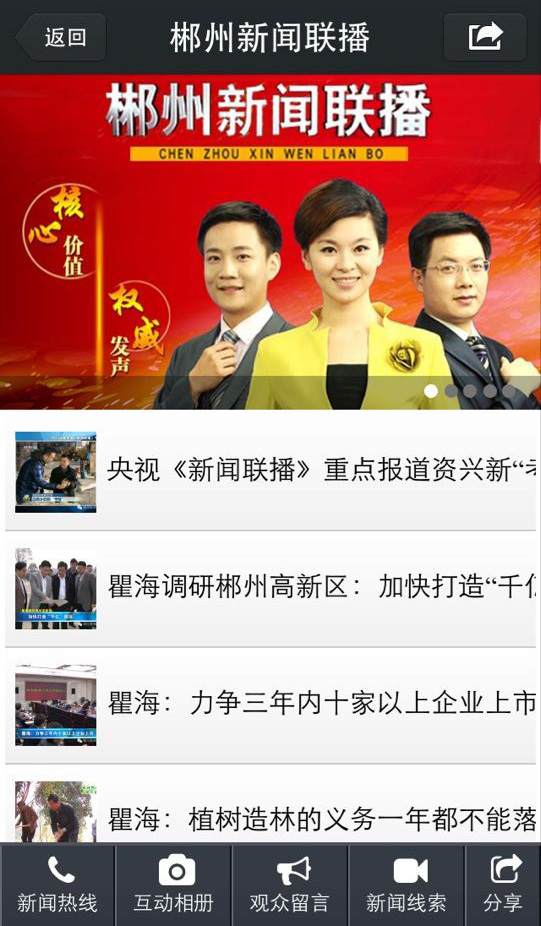 返回
郴州新闻联播
郴州新闻联播
CHEN ZHOU XIN WEN LIAN BO
核心
价值
权威
发声
央视《新闻联播》重点报道资兴新“
瞿海调研郴州高新区：加快打造“千
瞿海：力争三年内十家以上企业上市
瞿海：植树造林的义务一年都不能落
新闻热线
互动相册
观众留言
新闻线索
分享